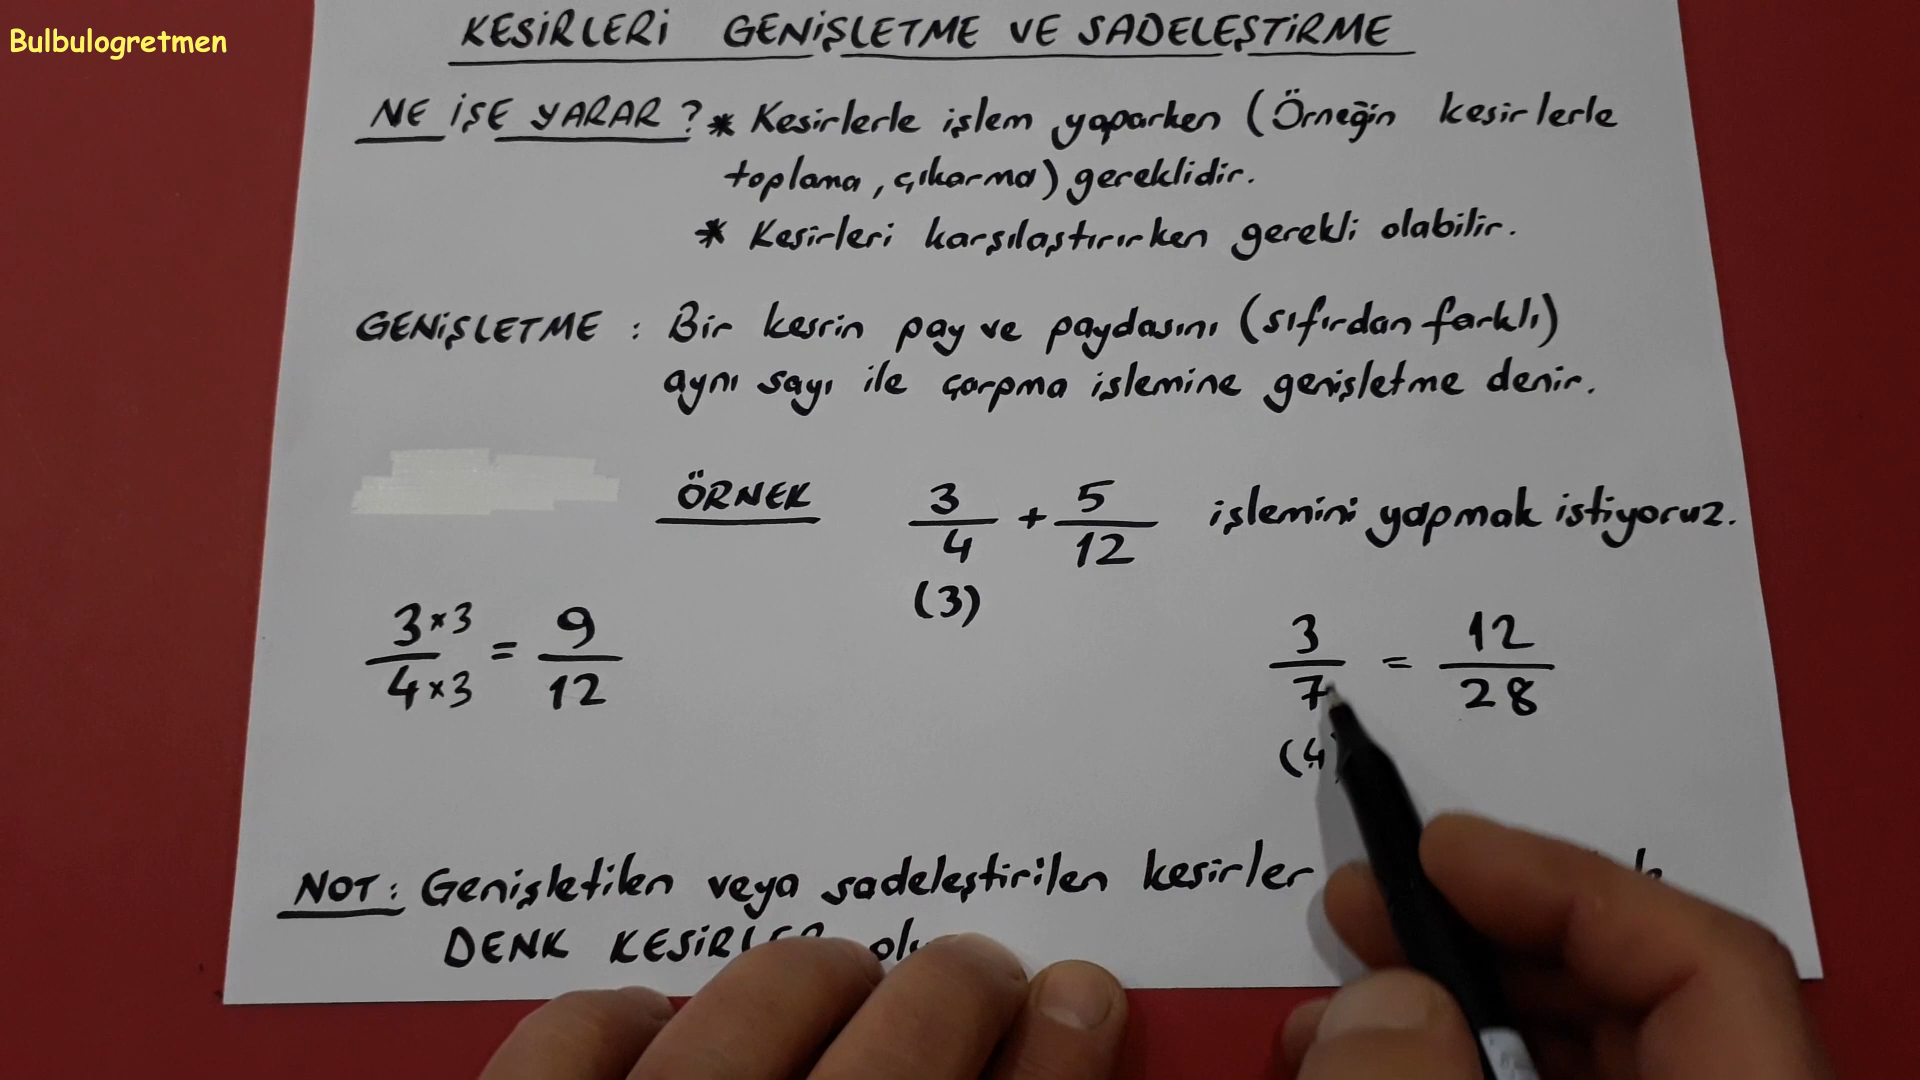 Bulbulogretmen
KESİRLERİ GENİŞLETME VE SADELEŞTİRME
NE İŞE YARAR? * Kesirlerle işlem yaparken (Örneğin kesirlerle
toplama, çıkarma) gereklidir.
* Kesirleri karşılaştırırken gerekli olabilir.
GENİŞLETME : Bir kesrin pay ve paydasını (sıfırdan farklı)
aynı sayı ile çarpma işlemine genişletme denir.
ÖRNEK 3/4 + 5/12 işlemini yapmak istiyoruz.
(3)
3×3/4×3 = 9/12
3/7 = 12/28
(4)
NOT: Genişletilen veya sadeleştirilen kesirler
DENK KESİRLER